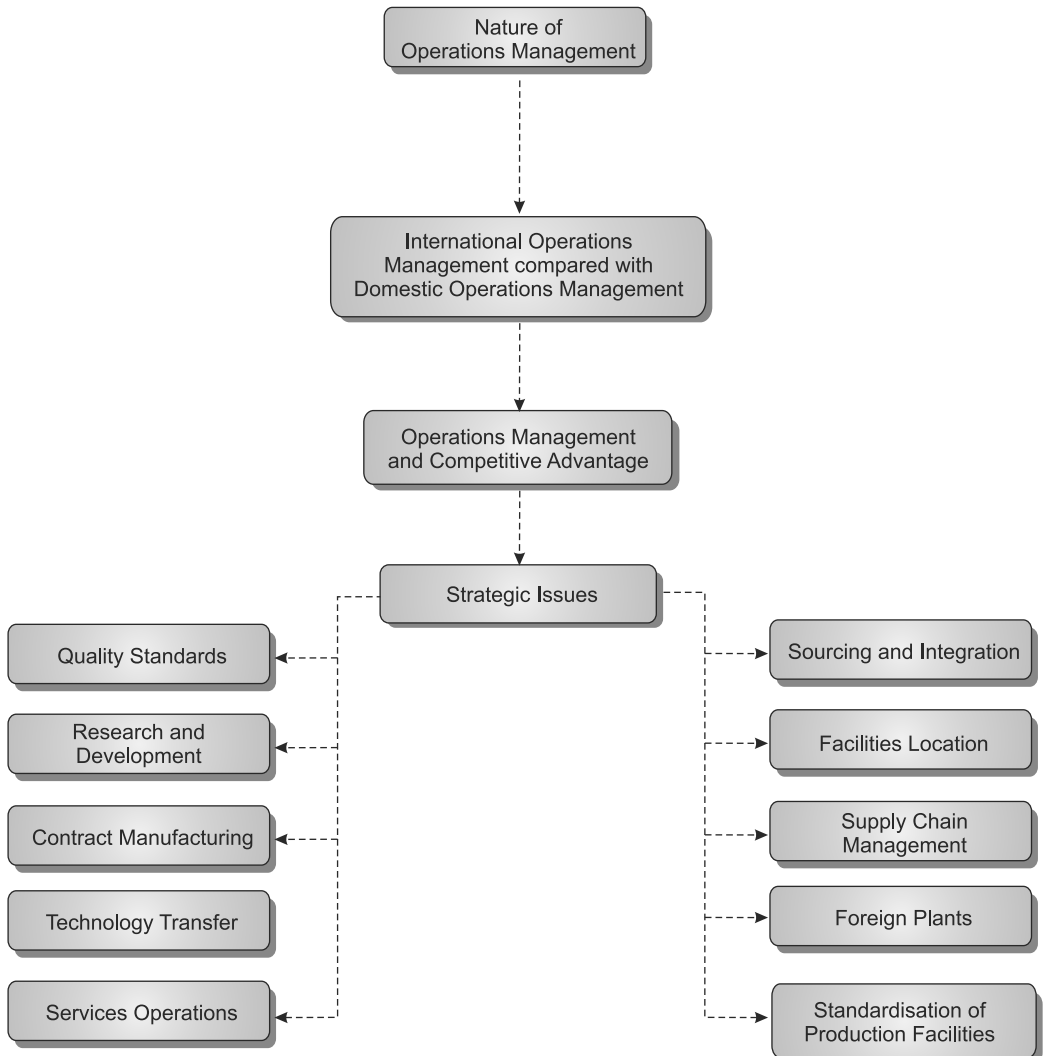 Nature of
Operations Management
International Operations
Management compared with
Domestic Operations Management
Operations Management
and Competitive Advantage
Strategic Issues
Quality Standards
Research and
Development
Contract Manufacturing
Technology Transfer
Services Operations
Sourcing and Integration
Facilities Location
Supply Chain
Management
Foreign Plants
Standardisation of
Production Facilities